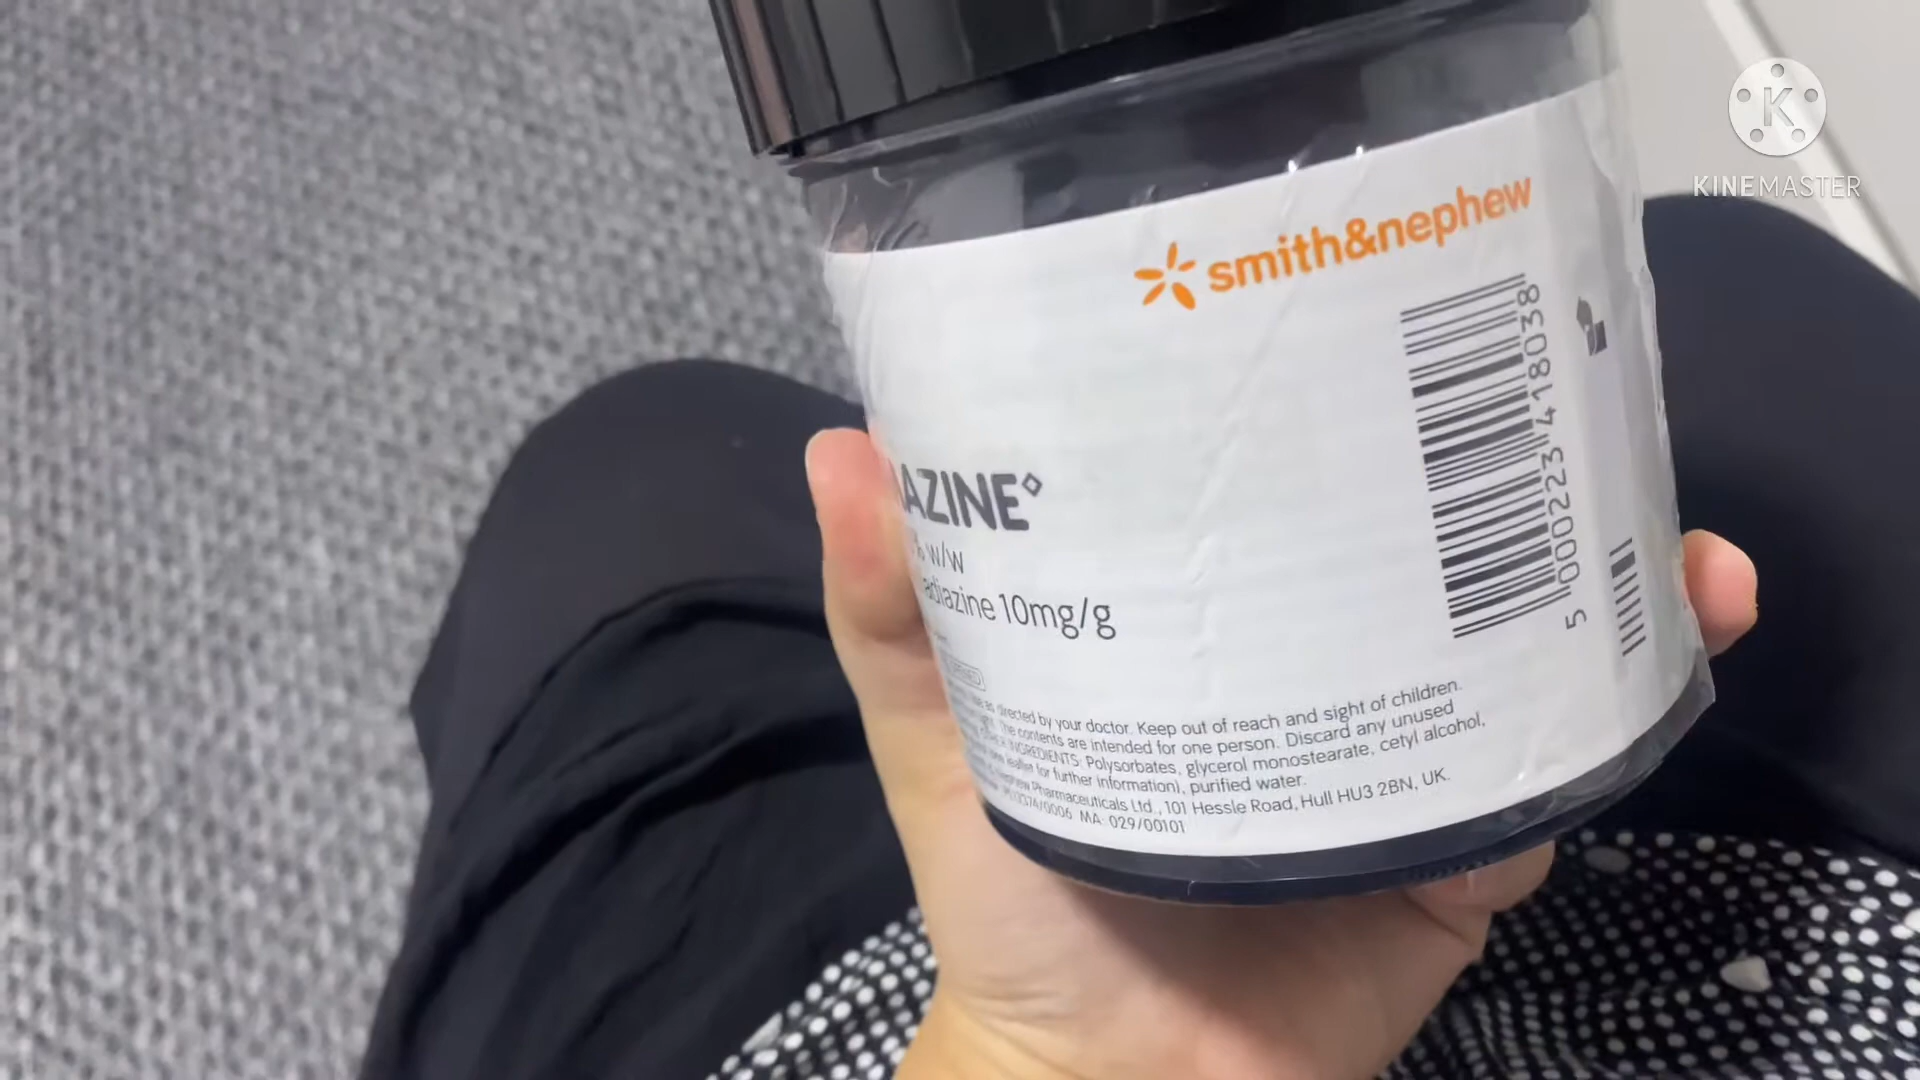 KINEMASTER
smith&nephew
AZINE
% w/w
adiazine 10mg/g
as directed by your doctor. Keep out of reach and sight of children.
The contents are intended for one person. Discard any unused
INGREDIENTS: Polysorbates, glycerol monostearate, cetyl alcohol,
leaflet for further information), purified water.
Pharmaceuticals Ltd., 101 Hessle Road, Hull HU3 2BN, UK.
MA: 029/00101
5 000223 418038